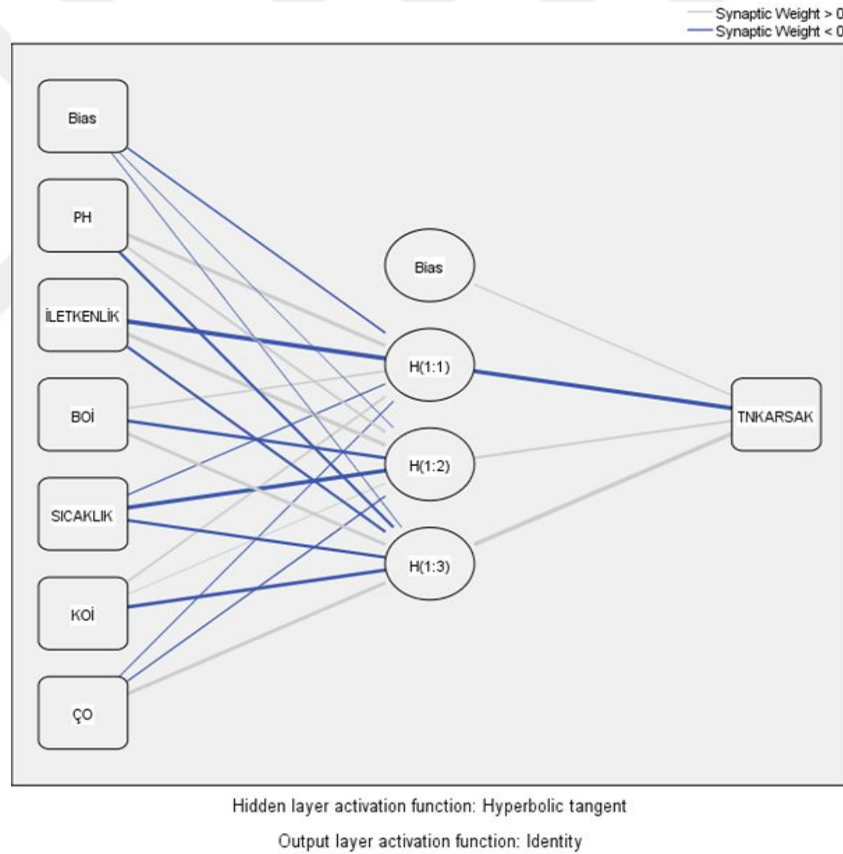 Synaptic Weight > 0
Synaptic Weight < 0
Bias
PH
İLETKENLİK
BOİ
SICAKLIK
KOİ
ÇO
Bias
H(1:1)
H(1:2)
H(1:3)
TNKARSAK
Hidden layer activation function: Hyperbolic tangent
Output layer activation function: Identity